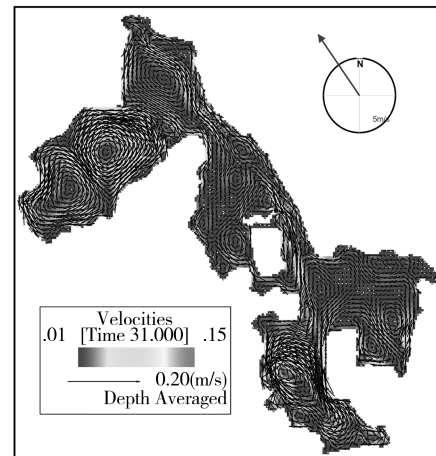 N
5m/s
Velocities
.01 [Time 31.000] .15
0.20(m/s)
Depth Averaged